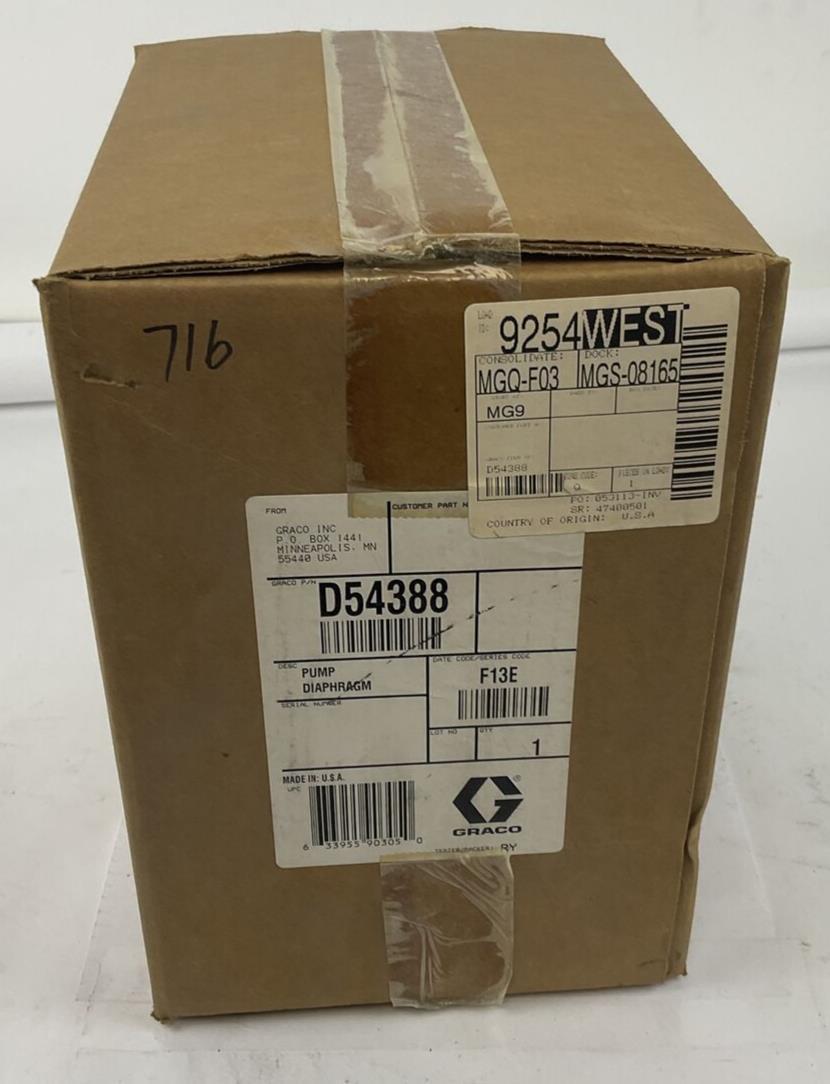 716
LOAD
ID:
9254WEST
CONSOLIDATE: DOCK:
MGQ-F03 MGS-08165
MG9
D54388
1
PO: 053113-INV
SR: 47400501
COUNTRY OF ORIGIN: U.S.A
FROM
CUSTOMER PART N
GRACO INC
P.O. BOX 1441
MINNEAPOLIS, MN
55440 USA
GRACO P/N
D54388
DESC PUMP
DIAPHRAGM
DATE CODE/SERIES CODE
F13E
SERIAL NUMBER
LOT NO QTY
1
MADE IN: U.S.A.
UPC
6 33955 90305 0
GRACO
TESTER/PACKER: RY